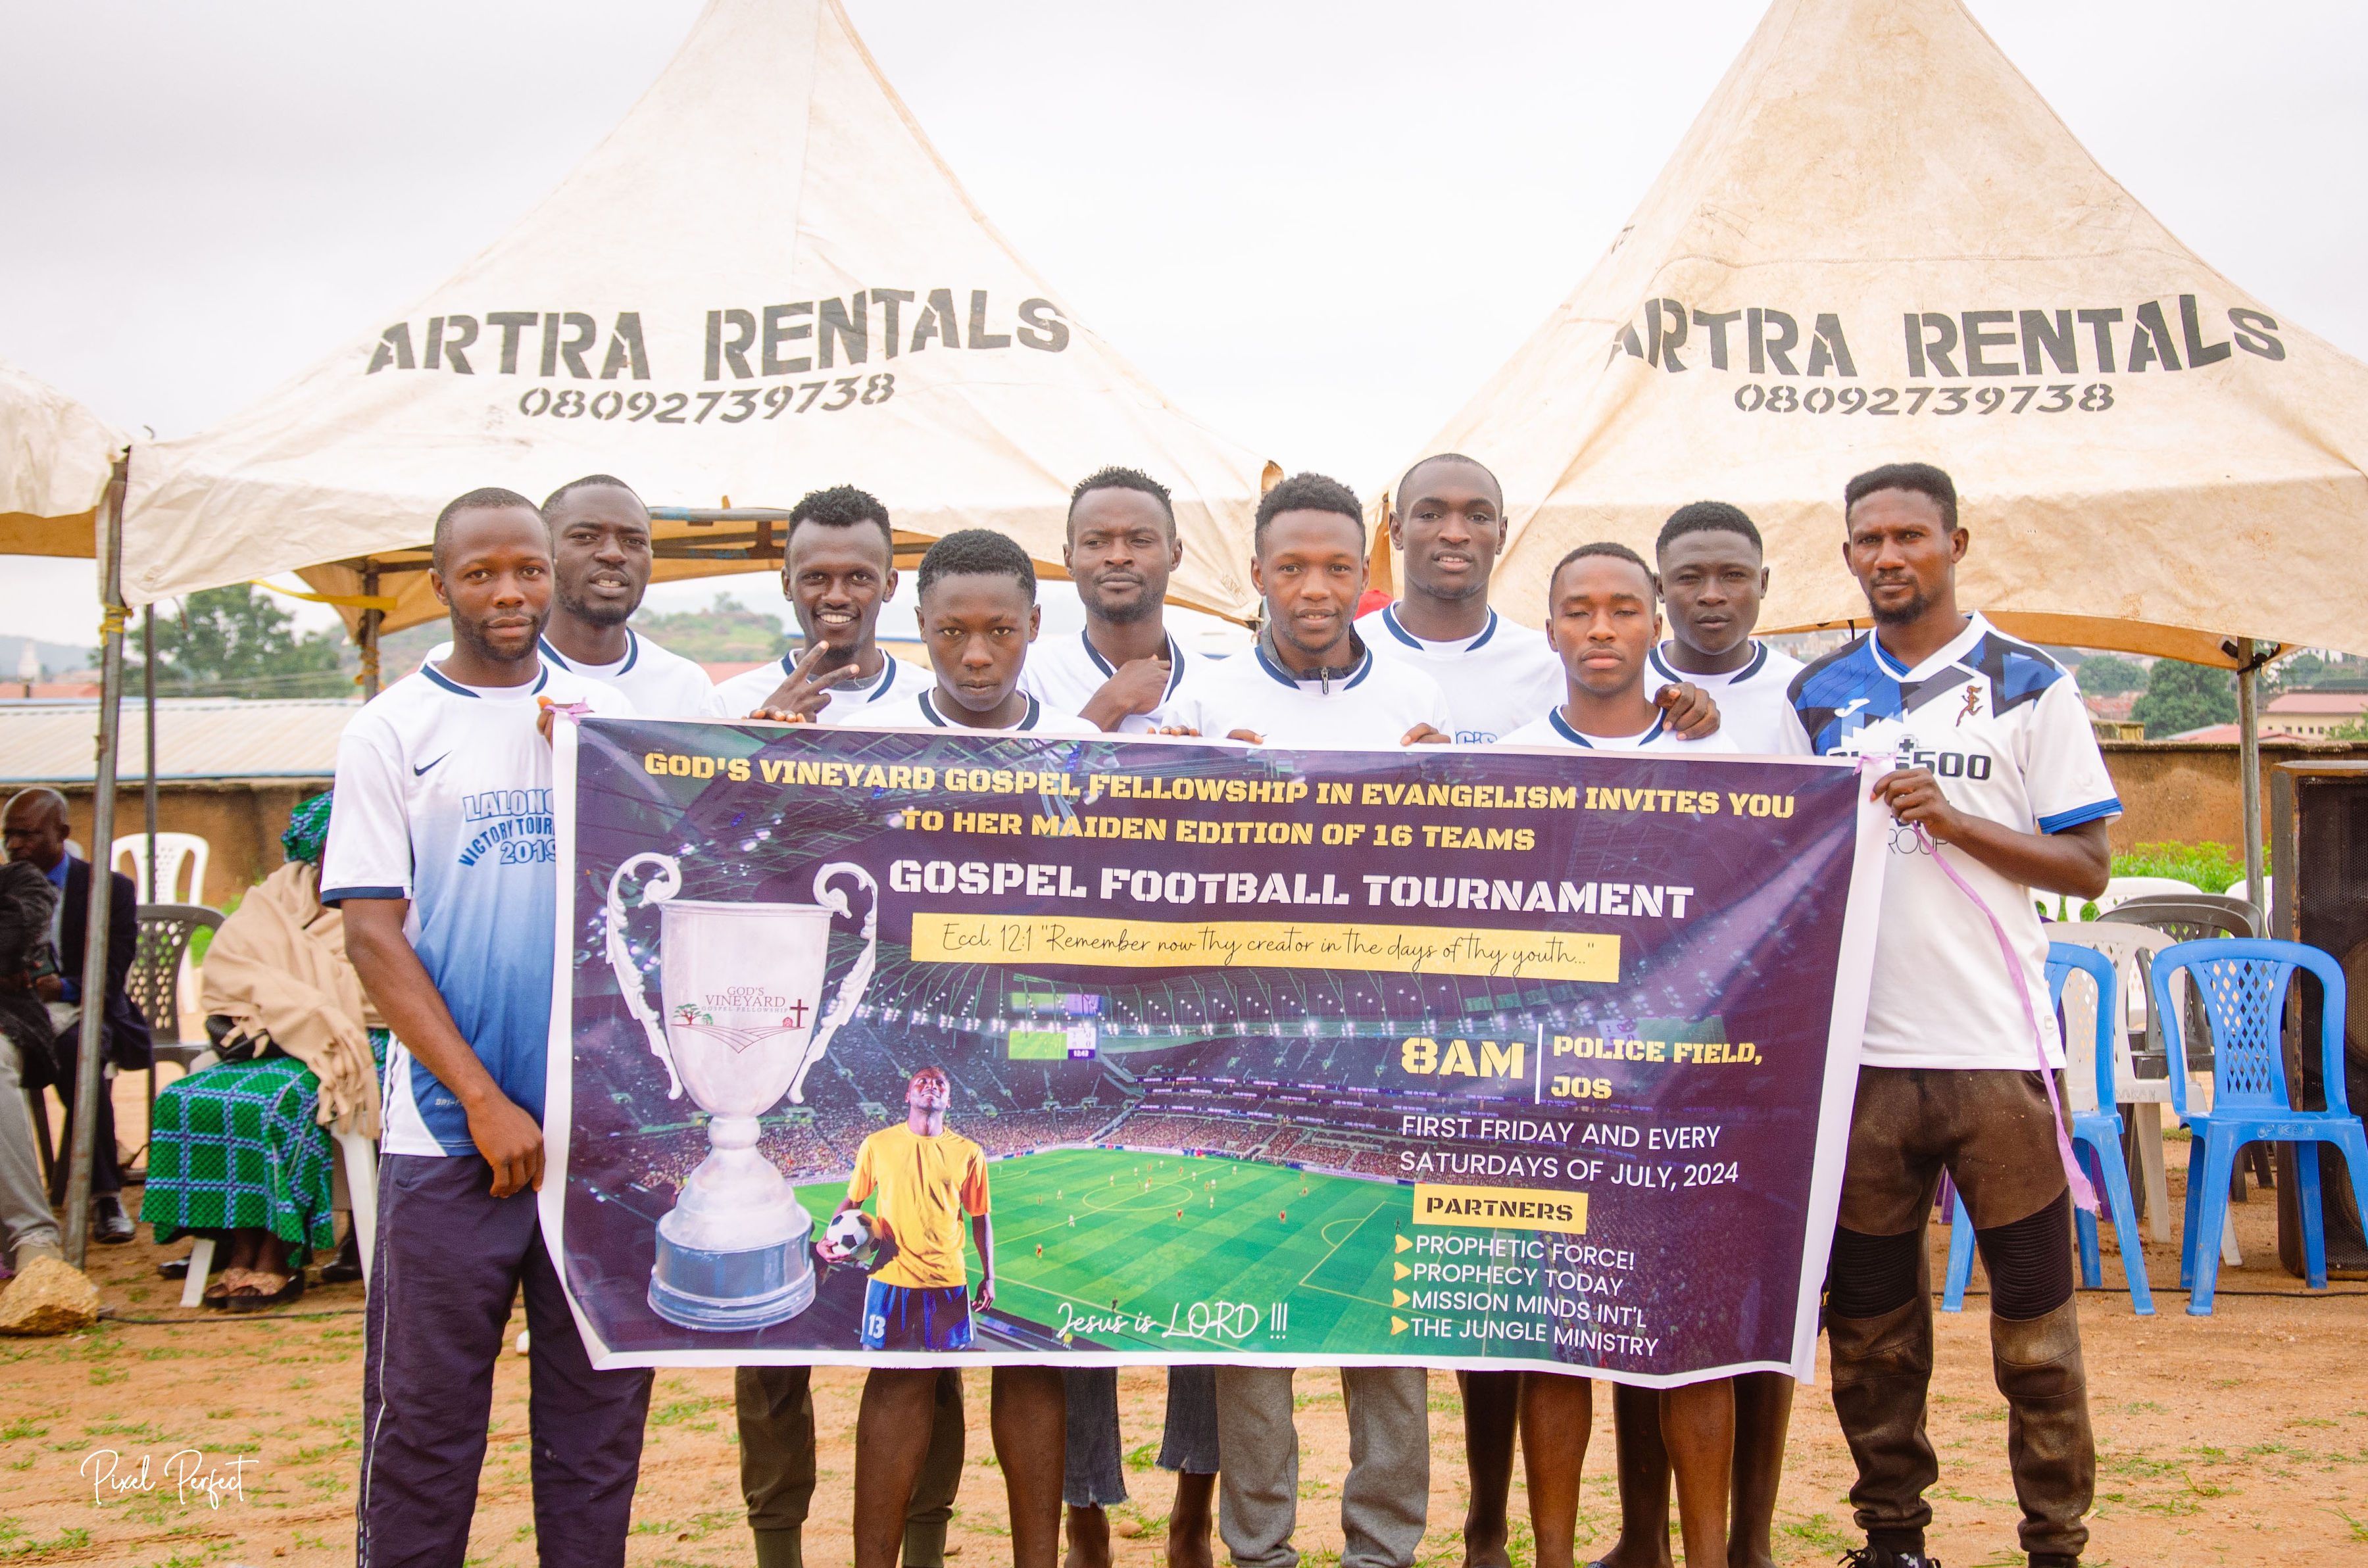 ARTRA RENTALS
08092739738
ARTRA RENTALS
08092739738
LALONG
VICTORY TOUR
2019
500
ROUP
GOD'S VINEYARD GOSPEL FELLOWSHIP IN EVANGELISM INVITES YOU
TO HER MAIDEN EDITION OF 16 TEAMS
GOSPEL FOOTBALL TOURNAMENT
Eccl. 12:1 "Remember now thy creator in the days of thy youth..."
GOD'S
VINEYARD
GOSPEL FELLOWSHIP
8AM
POLICE FIELD,
JOS
FIRST FRIDAY AND EVERY
SATURDAYS OF JULY, 2024
PARTNERS
PROPHETIC FORCE!
PROPHECY TODAY
MISSION MINDS INT'L
THE JUNGLE MINISTRY
13
Jesus is LORD !!!
Pixel Perfect